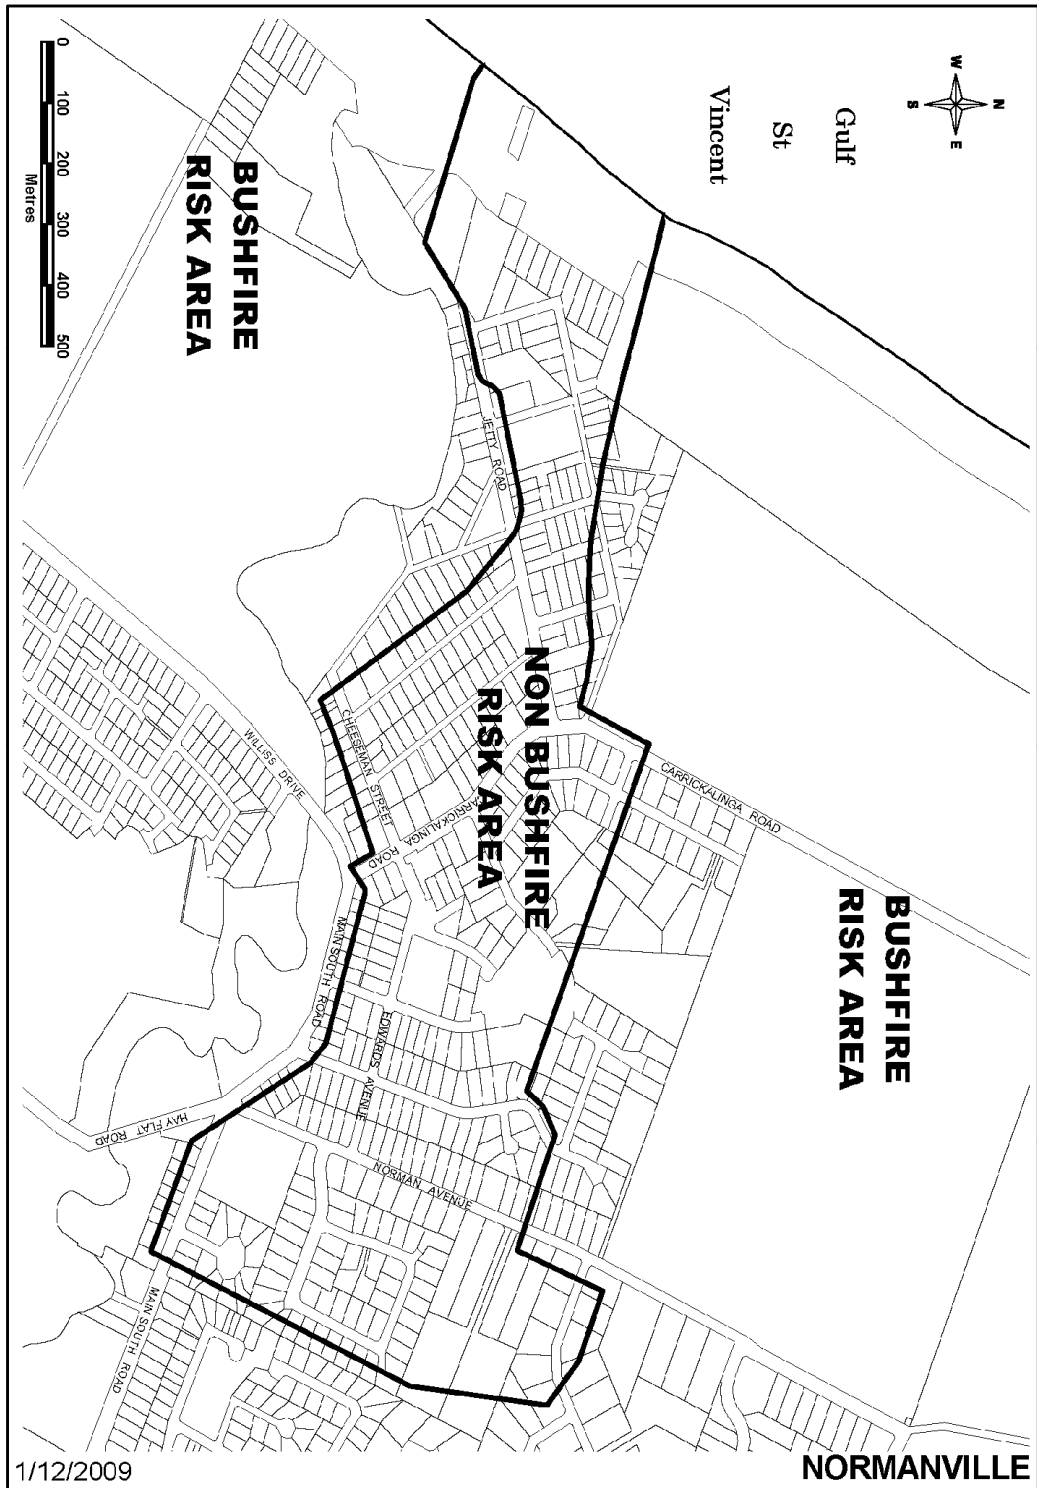 N
W
E
S
Gulf
St
Vincent
0
100
200
300
400
500
Metres
BUSHFIRE
RISK AREA
JETTY ROAD
NON BUSHFIRE
RISK AREA
CHEESEMAN STREET
WILLISS DRIVE
CARRICKALINGA ROAD
CARRICKALINGA ROAD
BUSHFIRE
RISK AREA
MAIN SOUTH ROAD
EDWARDS AVENUE
HAY FLAT ROAD
NORMAN AVENUE
MAIN SOUTH ROAD
1/12/2009
NORMANVILLE